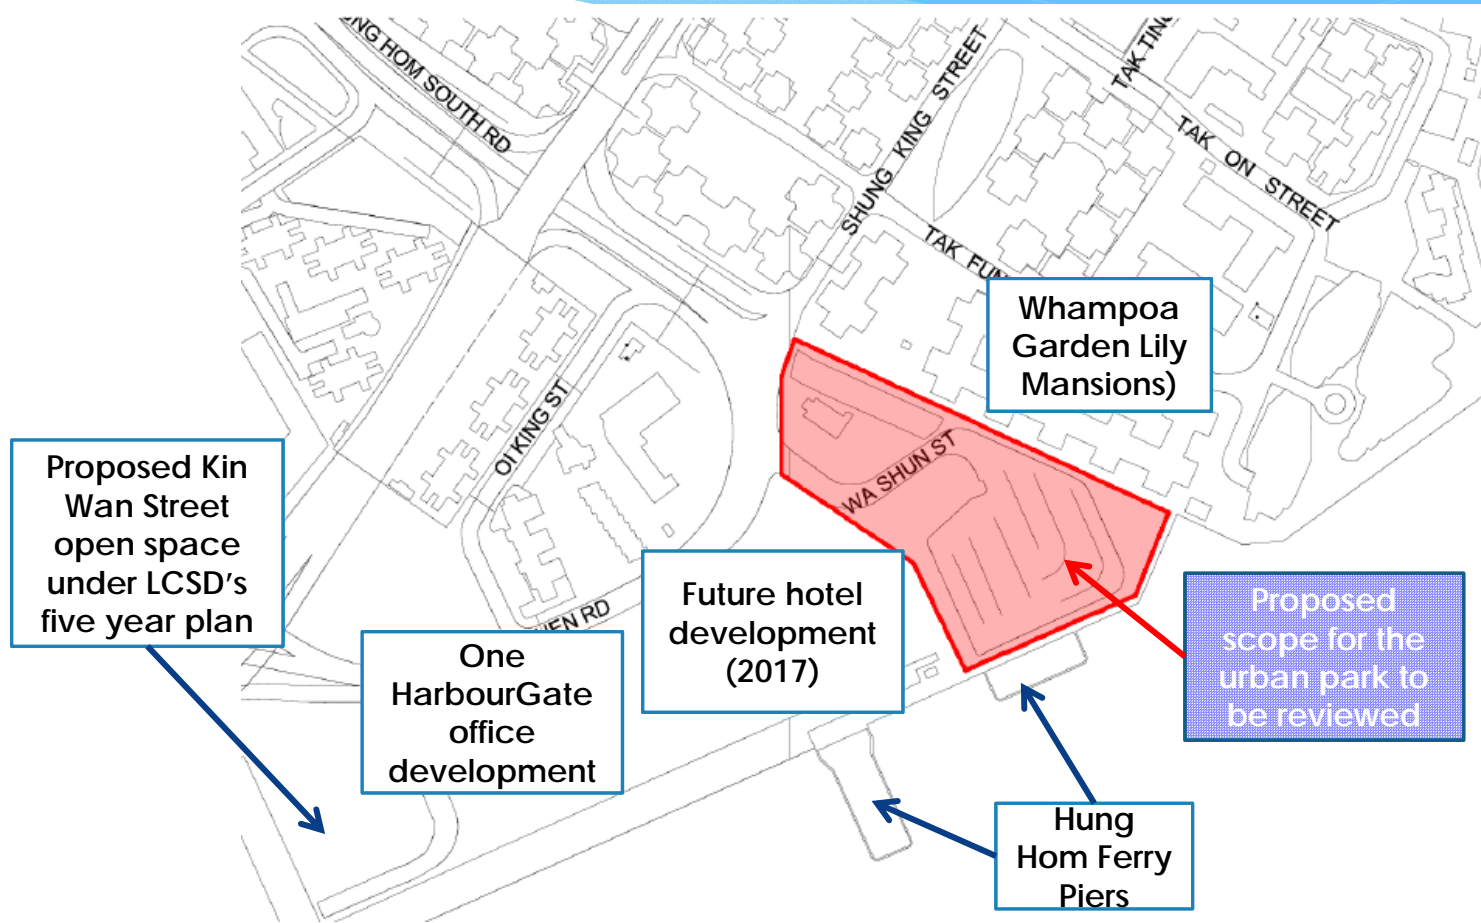 NG HOM SOUTH RD
SHUNG KING STREET
TAK TING
TAK ON STREET
TAK FUN
Whampoa
Garden Lily
Mansions)
OI KING ST
WA SHUN ST
Proposed Kin
Wan Street
open space
under LCSD's
five year plan
HEN RD
One
HarbourGate
office
development
Future hotel
development
(2017)
Proposed
scope for the
urban park to
be reviewed
Hung
Hom Ferry
Piers